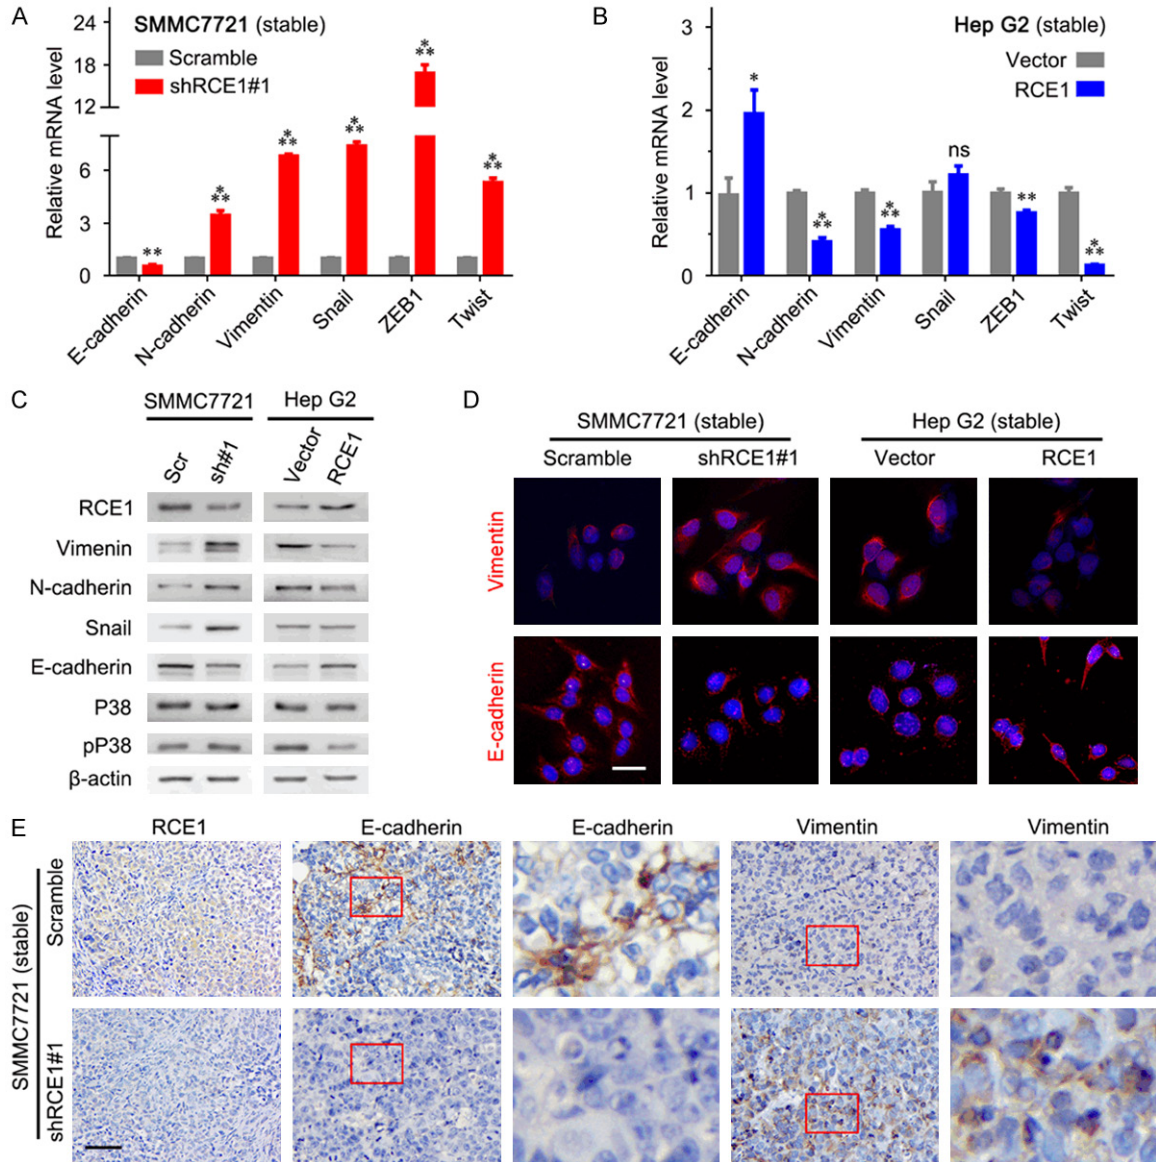 A
SMMC7721 (stable)
Scramble
shRCE1#1
Relative mRNA level
24
18
12
6
3
0
**
***
***
***
***
***
E-cadherin
N-cadherin
Vimentin
Snail
ZEB1
Twist
B
Hep G2 (stable)
Vector
RCE1
Relative mRNA level
3
2
1
0
*
***
***
ns
**
***
E-cadherin
N-cadherin
Vimentin
Snail
ZEB1
Twist
C
SMMC7721
Hep G2
Scr
sh#1
Vector
RCE1
RCE1
Vimenin
N-cadherin
Snail
E-cadherin
P38
pP38
β-actin
D
SMMC7721 (stable)
Hep G2 (stable)
Scramble
shRCE1#1
Vector
RCE1
Vimentin
E-cadherin
E
RCE1
E-cadherin
E-cadherin
Vimentin
Vimentin
SMMC7721 (stable)
Scramble
shRCE1#1